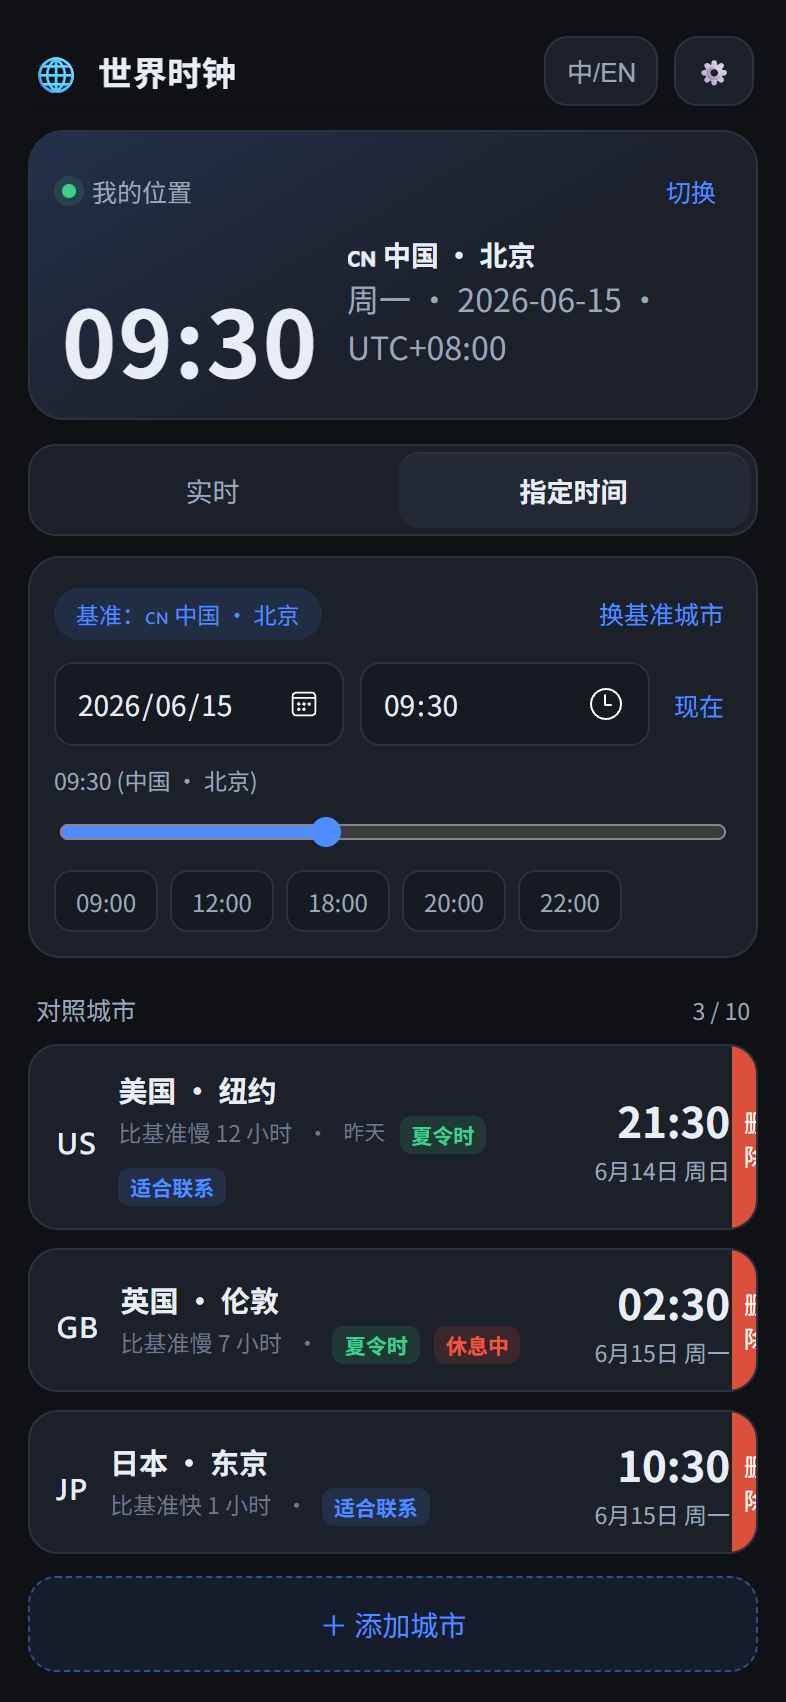 世界时钟
中/EN
我的位置
切换
09:30
CN 中国 · 北京
周一 · 2026-06-15 ·
UTC+08:00
实时
指定时间
基准：CN 中国 · 北京
换基准城市
2026/06/15
09:30
现在
09:30 (中国 · 北京)
09:00
12:00
18:00
20:00
22:00
对照城市
3 / 10
US
美国 · 纽约
比基准慢 12 小时 · 昨天 夏令时
适合联系
21:30
6月14日 周日
GB
英国 · 伦敦
比基准慢 7 小时 · 夏令时 休息中
02:30
6月15日 周一
JP
日本 · 东京
比基准快 1 小时 · 适合联系
10:30
6月15日 周一
＋ 添加城市